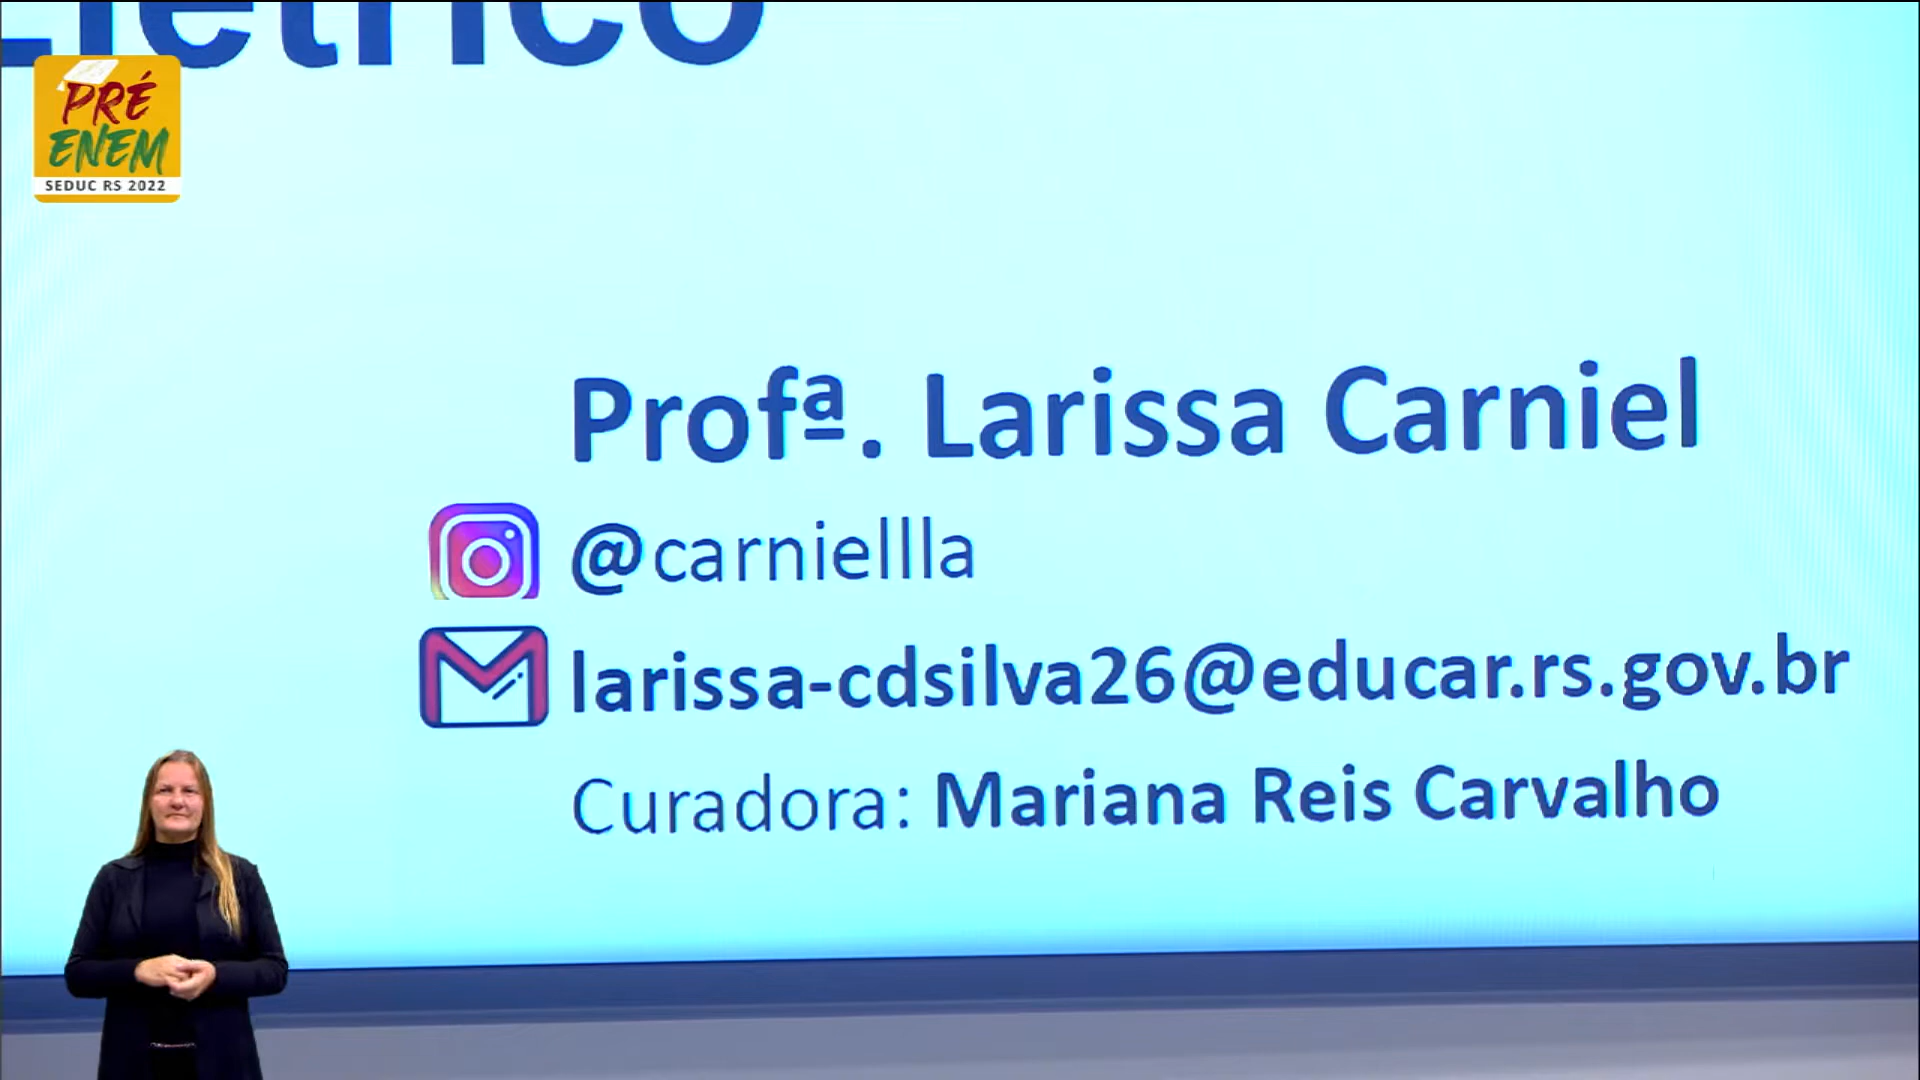 PRÉ
ENEM
SEDUC RS 2022
Profª. Larissa Carniel
@carniellla
larissa-cdsilva26@educar.rs.gov.br
Curadora: Mariana Reis Carvalho